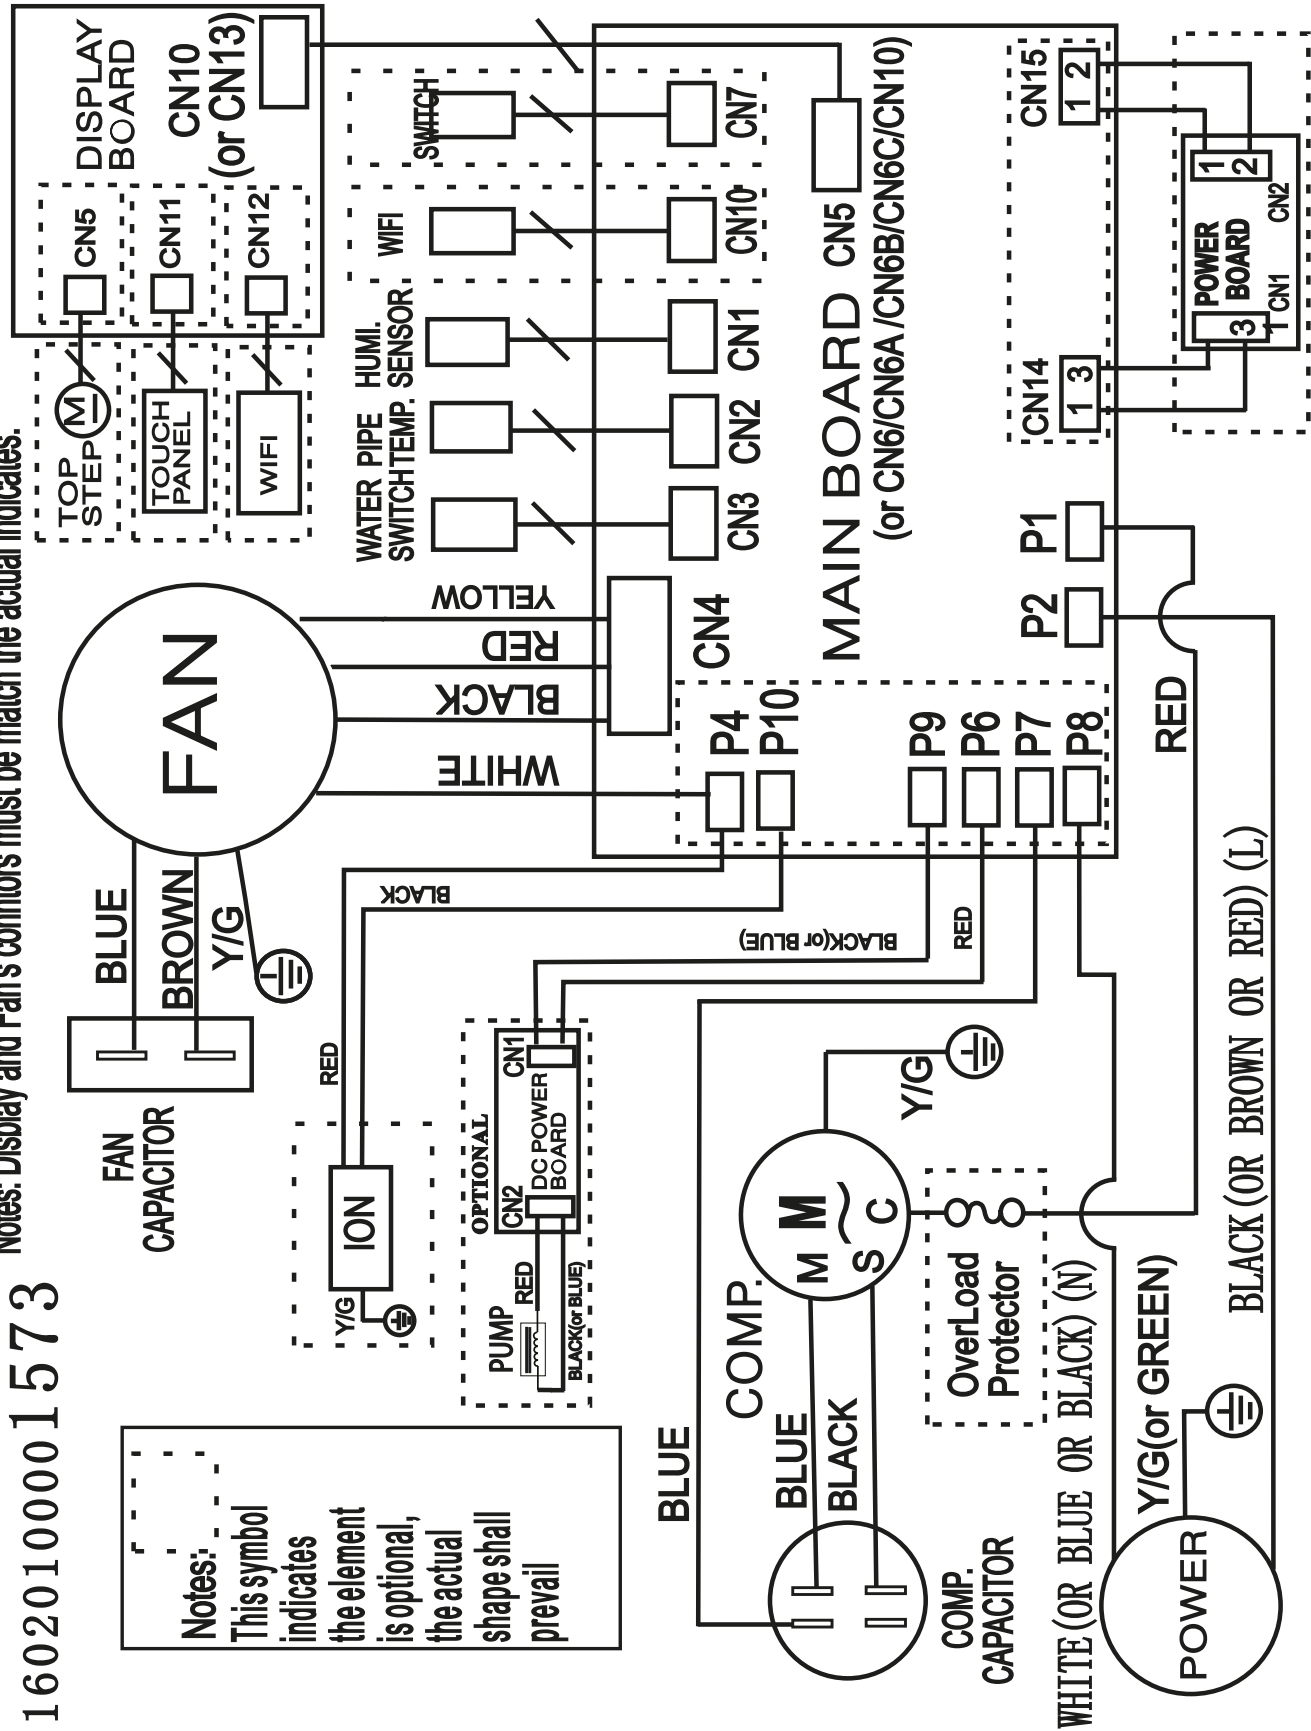 16020100001573
Notes: Display and Fan's conntors must be match the actual indicates.
Notes:
This symbol
indicates
the element
is optional,
the actual
shape shall
prevail
FAN
CAPACITOR
BLUE
BROWN
Y/G
FAN
YELLOW
RED
BLACK
WHITE
TOP
STEP
M
TOUCH
PANEL
WIFI
CN5
CN11
CN12
DISPLAY
BOARD
CN10
(or CN13)
SWITCH
WIFI
HUMI.
SENSOR
PIPE
TEMP.
WATER
SWITCH
CN7
CN10
CN1
CN2
CN3
CN4
CN5
MAIN BOARD
(or CN6/CN6A /CN6B/CN6C/CN10)
P4
P10
P9
P6
P7
P8
P2
P1
CN14
1 3
CN15
1 2
POWER
BOARD
CN1
3
1
CN2
1
2
RED
BLACK
ION
Y/G
BLACK(or BLUE)
RED
OPTIONAL
CN2
CN1
DC POWER
BOARD
PUMP
RED
BLACK(or BLUE)
BLUE
COMP.
M
~
M
S
C
Y/G
BLUE
BLACK
OverLoad
Protector
RED
COMP.
CAPACITOR
WHITE(OR BLUE OR BLACK)(N)
Y/G(or GREEN)
BLACK(OR BROWN OR RED)(L)
POWER